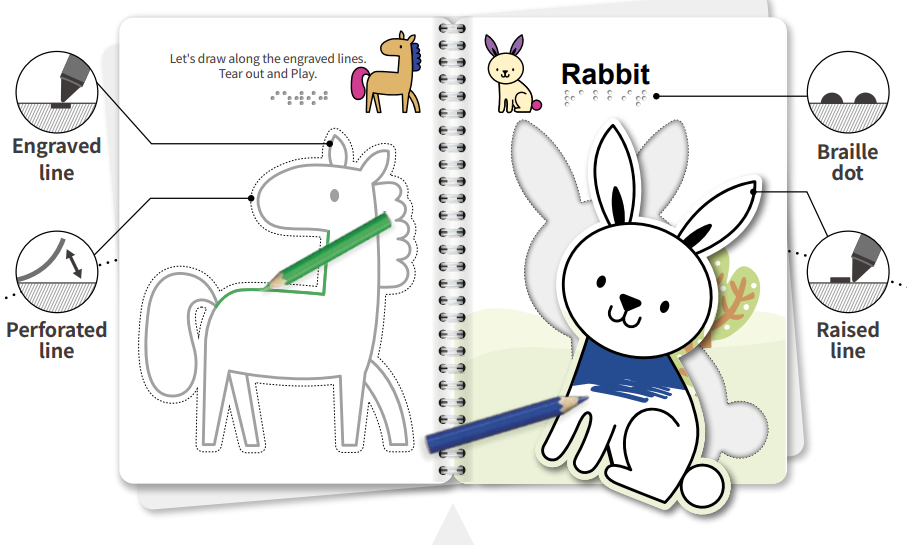 Let's draw along the engraved lines.
Tear out and Play.
Rabbit
Engraved
line
Perforated
line
Braille
dot
Raised
line